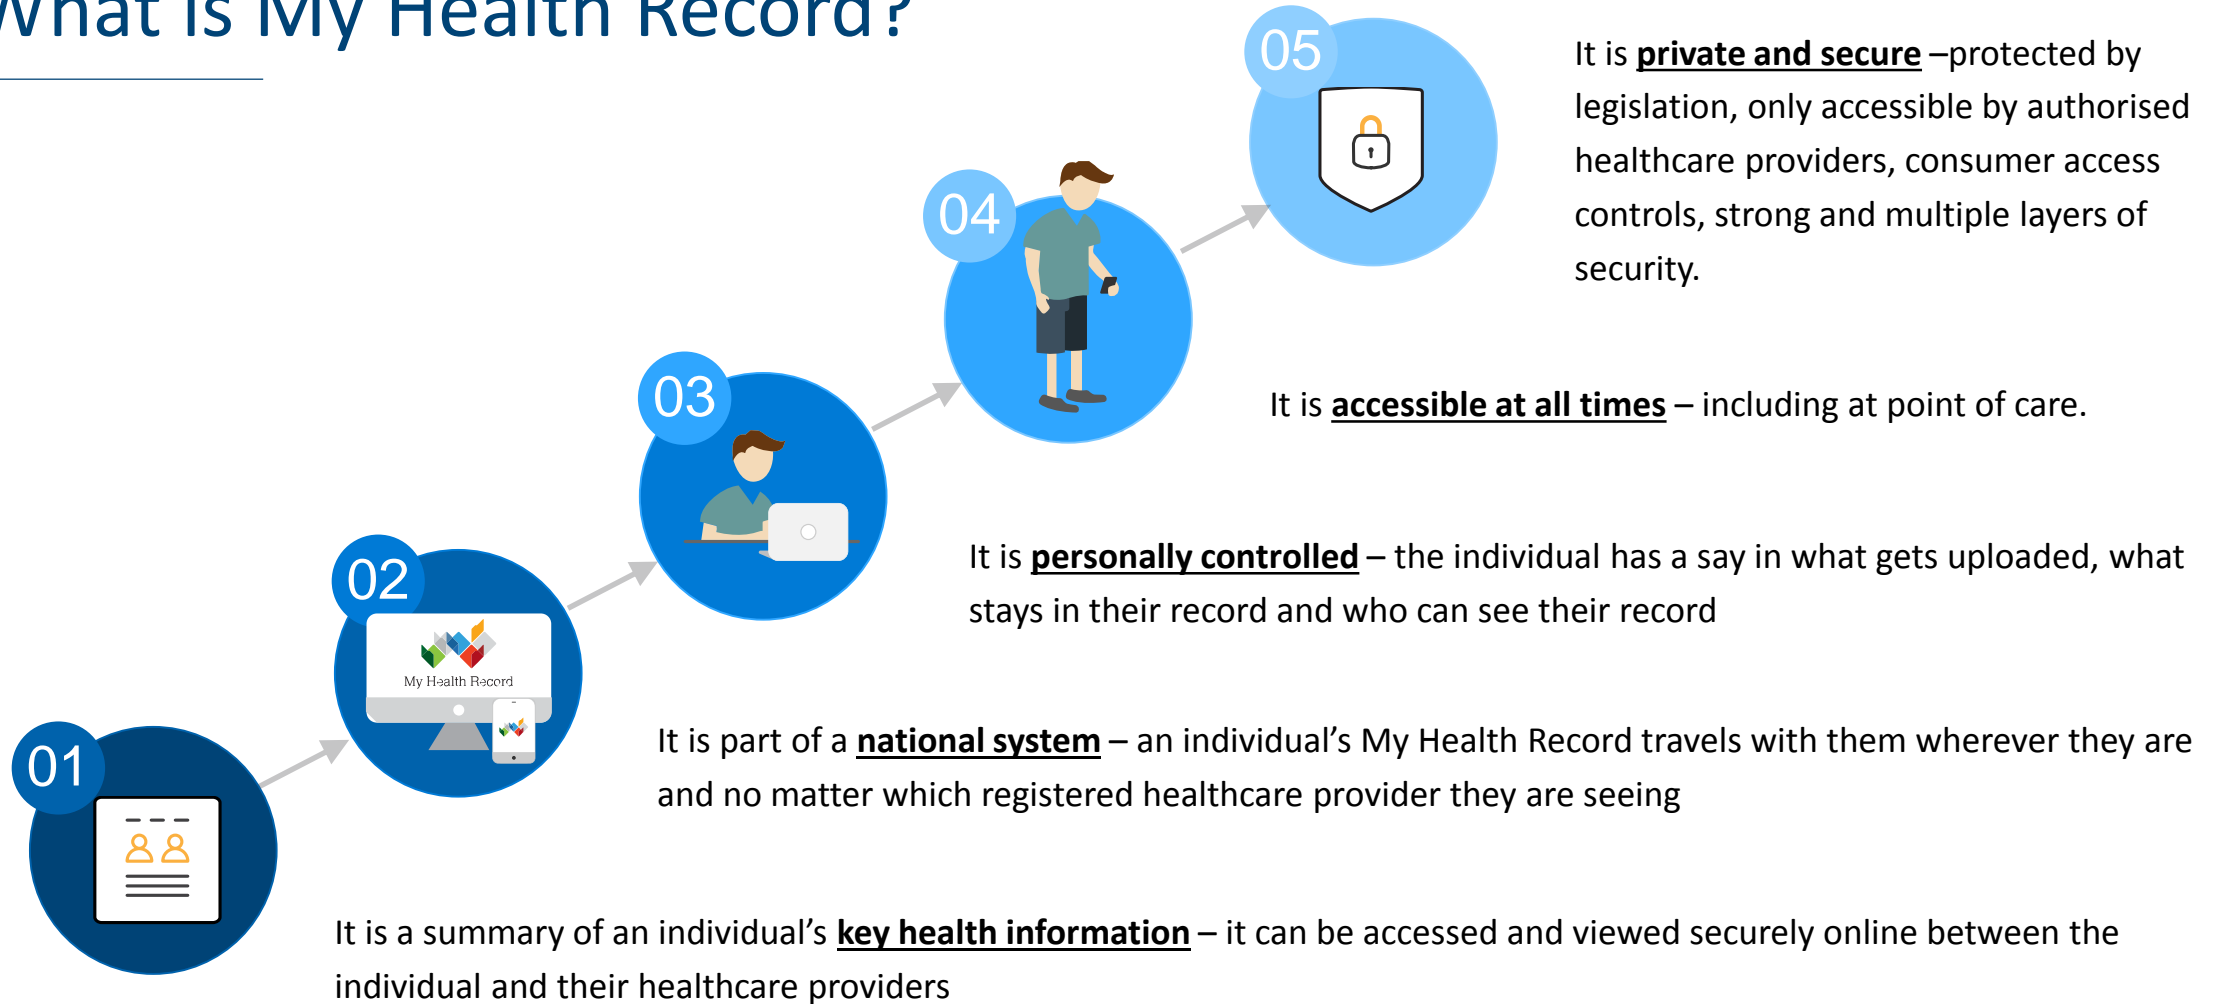 What is My Health Record?
05
It is private and secure –protected by
legislation, only accessible by authorised
healthcare providers, consumer access
controls, strong and multiple layers of
security.
04
It is accessible at all times – including at point of care.
03
It is personally controlled – the individual has a say in what gets uploaded, what
stays in their record and who can see their record
02
My Health Record
It is part of a national system – an individual’s My Health Record travels with them wherever they are
and no matter which registered healthcare provider they are seeing
01
It is a summary of an individual’s key health information – it can be accessed and viewed securely online between the
individual and their healthcare providers